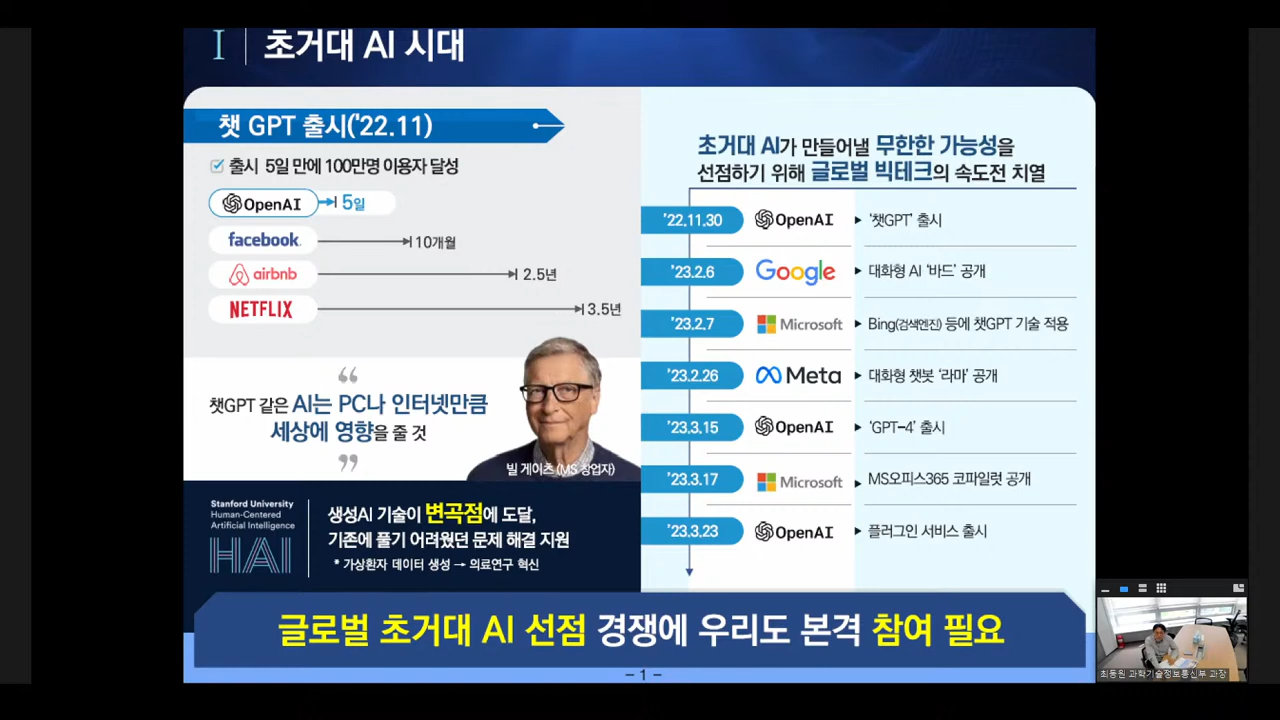 I 초거대 AI 시대
챗 GPT 출시('22.11)
출시 5일 만에 100만명 이용자 달성
OpenAI 5일
facebook. 10개월
airbnb 2.5년
NETFLIX 3.5년
“
챗GPT 같은 AI는 PC나 인터넷만큼
세상에 영향을 줄 것
”
빌 게이츠 (MS 창업자)
Stanford University
Human-Centered
Artificial Intelligence
HAI
생성AI 기술이 변곡점에 도달,
기존에 풀기 어려웠던 문제 해결 지원
* 가상환자 데이터 생성 → 의료연구 혁신
초거대 AI가 만들어낼 무한한 가능성을
선점하기 위해 글로벌 빅테크의 속도전 치열
'22.11.30 OpenAI ‘챗GPT’ 출시
'23.2.6 Google 대화형 AI ‘바드’ 공개
'23.2.7 Microsoft Bing(검색엔진) 등에 챗GPT 기술 적용
'23.2.26 Meta 대화형 챗봇 ‘라마’ 공개
'23.3.15 OpenAI ‘GPT-4’ 출시
'23.3.17 Microsoft MS오피스365 코파일럿 공개
'23.3.23 OpenAI 플러그인 서비스 출시
글로벌 초거대 AI 선점 경쟁에 우리도 본격 참여 필요
- 1 -
최동원 과학기술정보통신부 과장